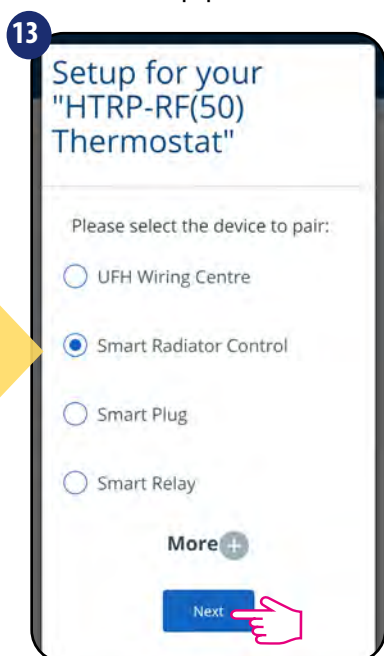 13
Setup for your
"HTRP-RF(50)
Thermostat"
Please select the device to pair:
UFH Wiring Centre
Smart Radiator Control
Smart Plug
Smart Relay
More
Next